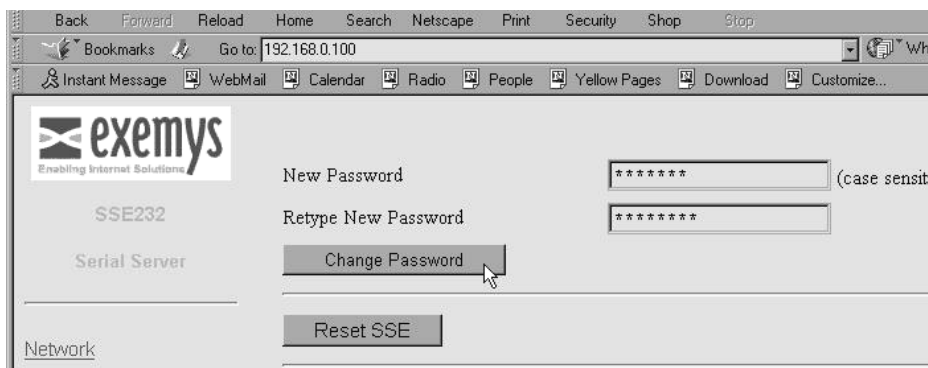 Back Forward Reload Home Search Netscape Print Security Shop Stop
Bookmarks Go to: 192.168.0.100 Wh
Instant Message WebMail Calendar Radio People Yellow Pages Download Customize...
exemys
Enabling Internet Solutions
New Password ******* (case sensit
SSE232
Retype New Password ********
Serial Server
Change Password
Reset SSE
Network